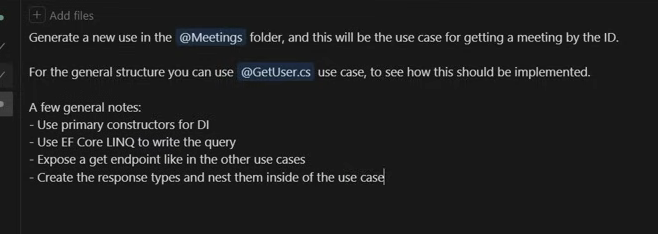 Add files
Generate a new use in the @Meetings folder, and this will be the use case for getting a meeting by the ID.
For the general structure you can use @GetUser.cs use case, to see how this should be implemented.
A few general notes:
- Use primary constructors for DI
- Use EF Core LINQ to write the query
- Expose a get endpoint like in the other use cases
- Create the response types and nest them inside of the use case